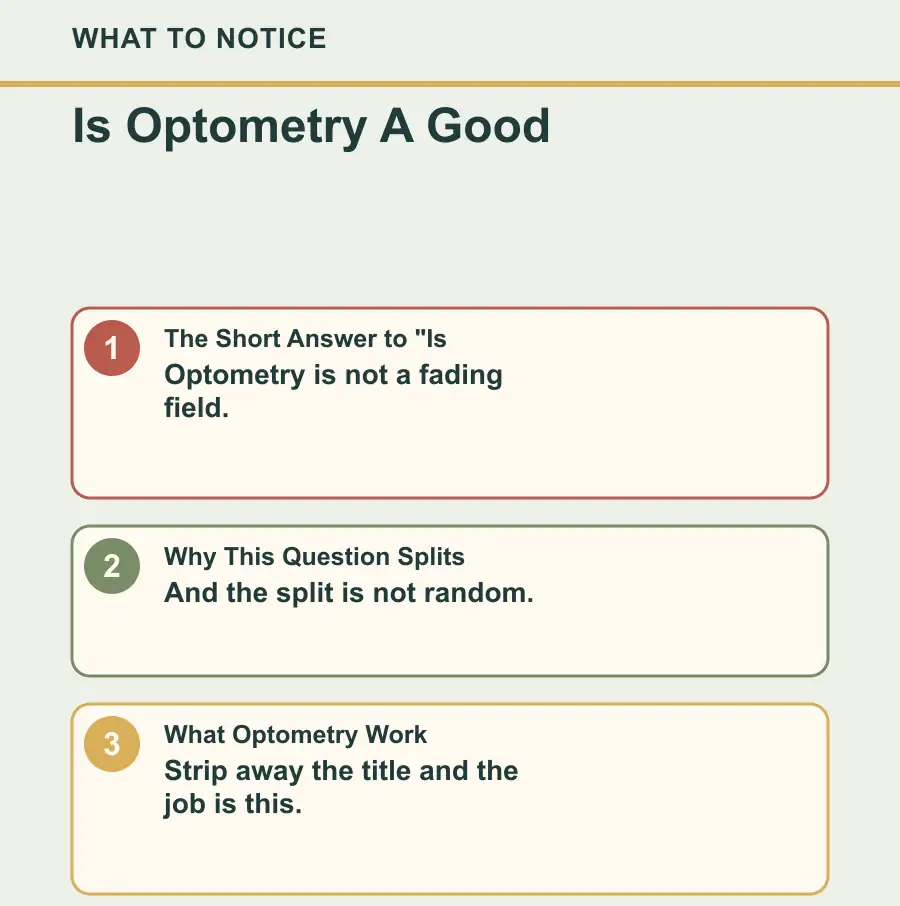 WHAT TO NOTICE
Is Optometry A Good
1
The Short Answer to "Is
Optometry is not a fading
field.
2
Why This Question Splits
And the split is not random.
3
What Optometry Work
Strip away the title and the
job is this.